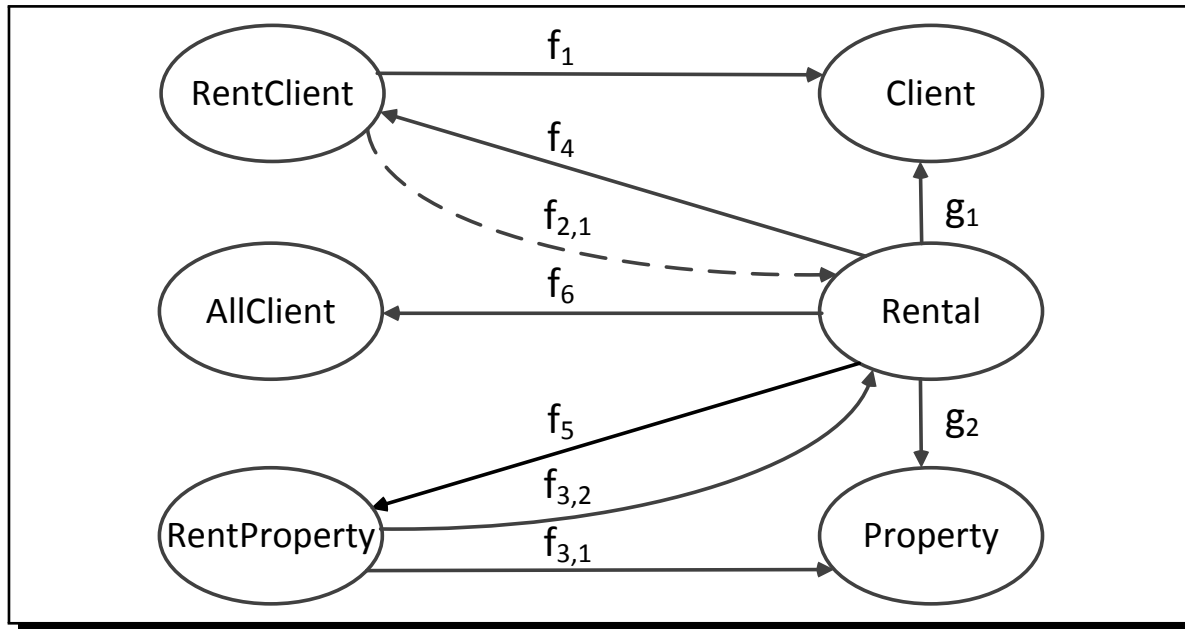 f1
RentClient
Client
f4
f2,1
g1
AllClient
f6
Rental
f5
g2
f3,2
RentProperty
Property
f3,1